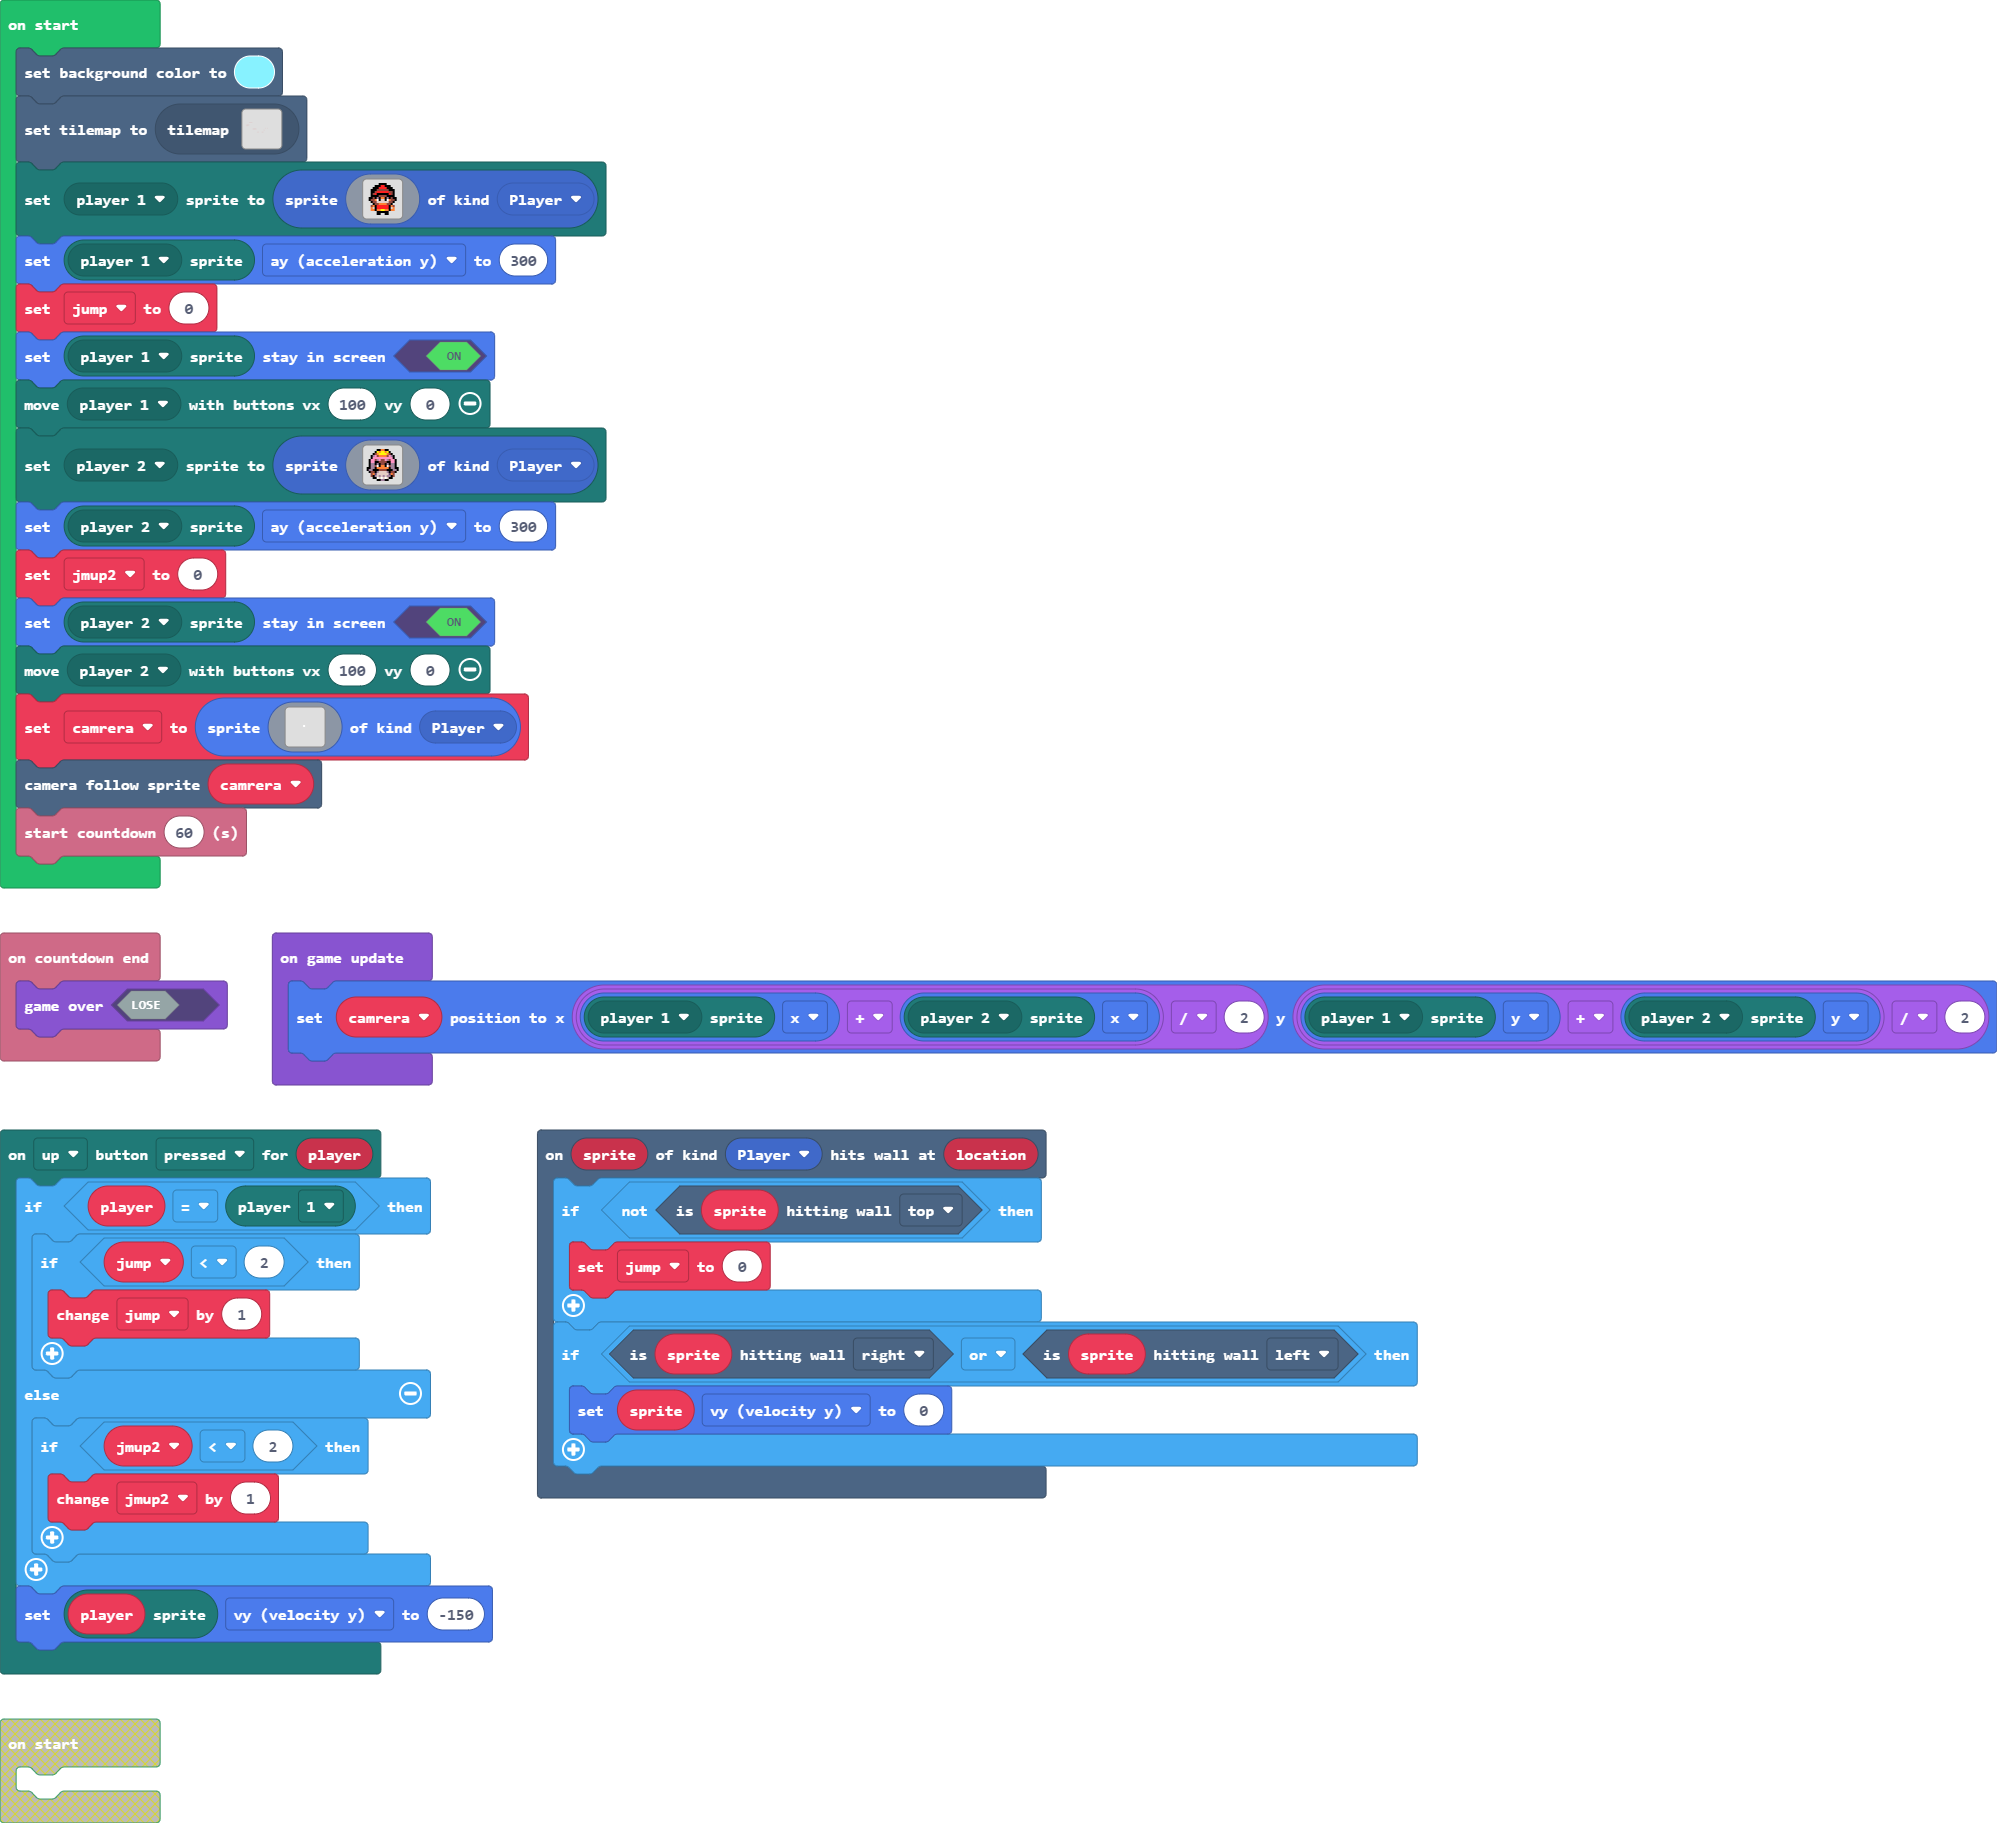 on start
set background color to
set tilemap to tilemap
set player 1 sprite to sprite of kind Player
set player 1 sprite ay (acceleration y) to 300
set jump to 0
set player 1 sprite stay in screen ON
move player 1 with buttons vx 100 vy 0
set player 2 sprite to sprite of kind Player
set player 2 sprite ay (acceleration y) to 300
set jmup2 to 0
set player 2 sprite stay in screen ON
move player 2 with buttons vx 100 vy 0
set camrera to sprite of kind Player
camera follow sprite camrera
start countdown 60 (s)
on countdown end
game over LOSE
on game update
set camrera position to x player 1 sprite x + player 2 sprite x / 2 y player 1 sprite y + player 2 sprite y / 2
on up button pressed for player
if player = player 1 then
if jump < 2 then
change jump by 1
else
if jmup2 < 2 then
change jmup2 by 1
set player sprite vy (velocity y) to -150
on sprite of kind Player hits wall at location
if not is sprite hitting wall top then
set jump to 0
if is sprite hitting wall right or is sprite hitting wall left then
set sprite vy (velocity y) to 0
on start